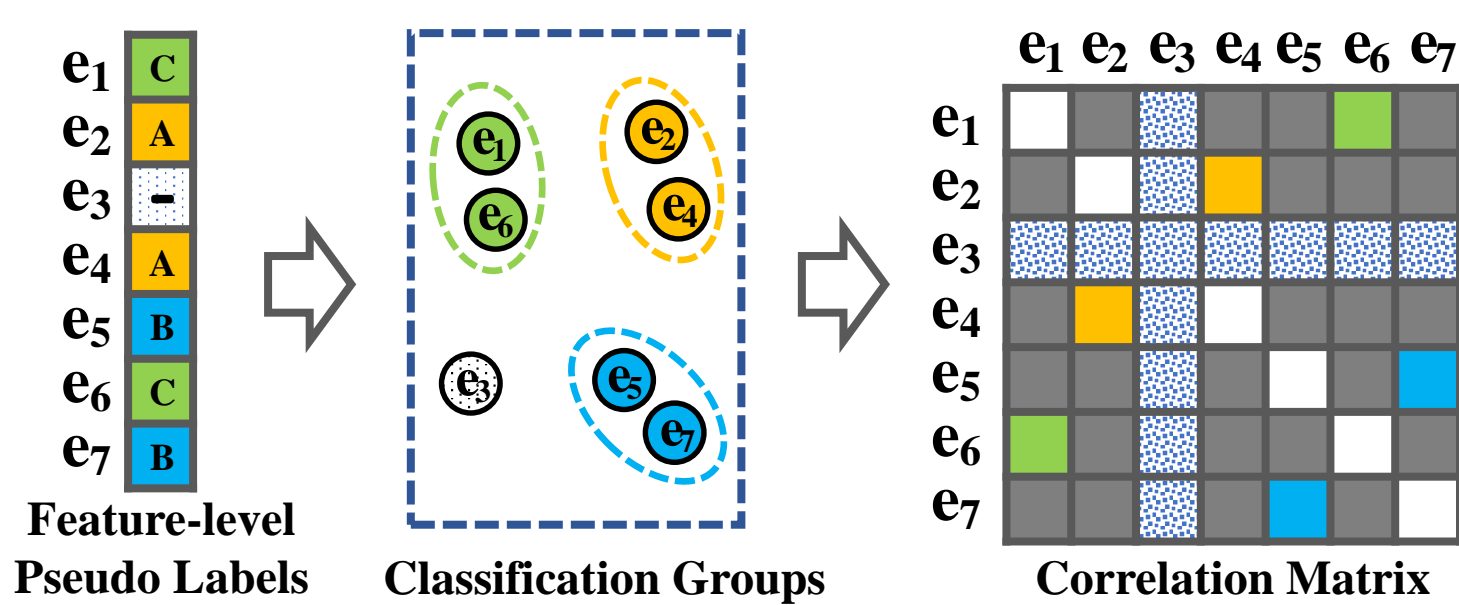 e1 C
e2 A
e3 -
e4 A
e5 B
e6 C
e7 B
Feature-level
Pseudo Labels
e1
e6
e2
e4
e3
e5
e7
Classification Groups
e1 e2 e3 e4 e5 e6 e7
e1
e2
e3
e4
e5
e6
e7
Correlation Matrix